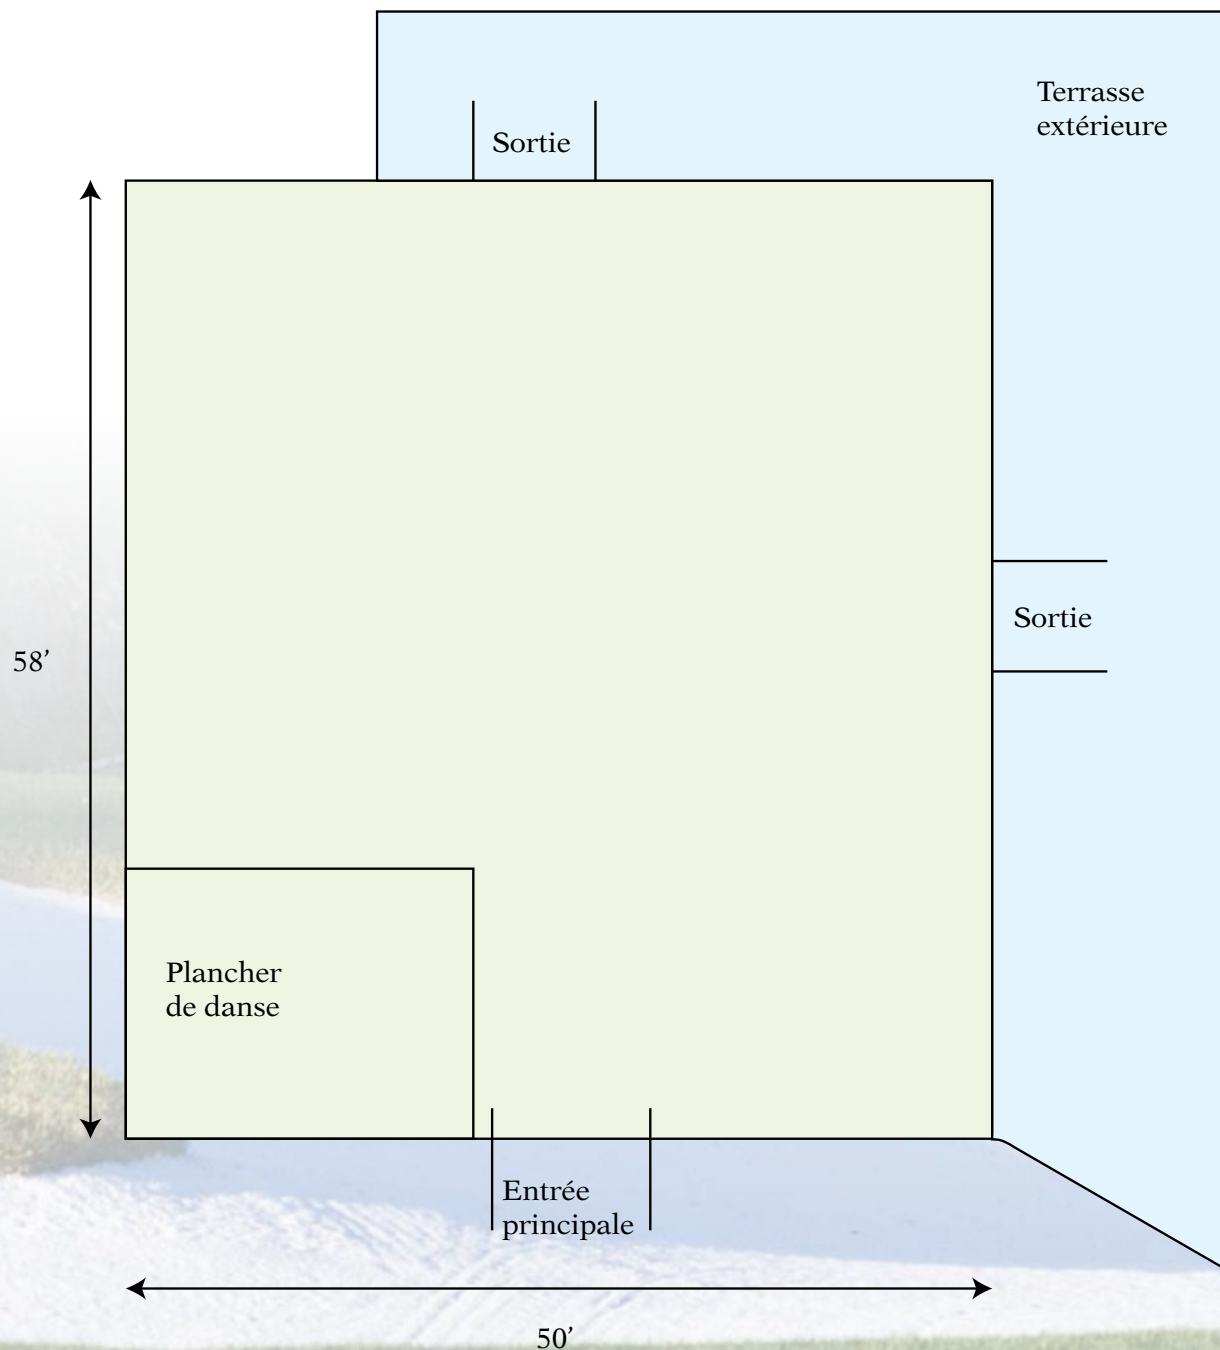 Terrasse
extérieure
Sortie
Sortie
58’
Plancher
de danse
Entrée
principale
50’